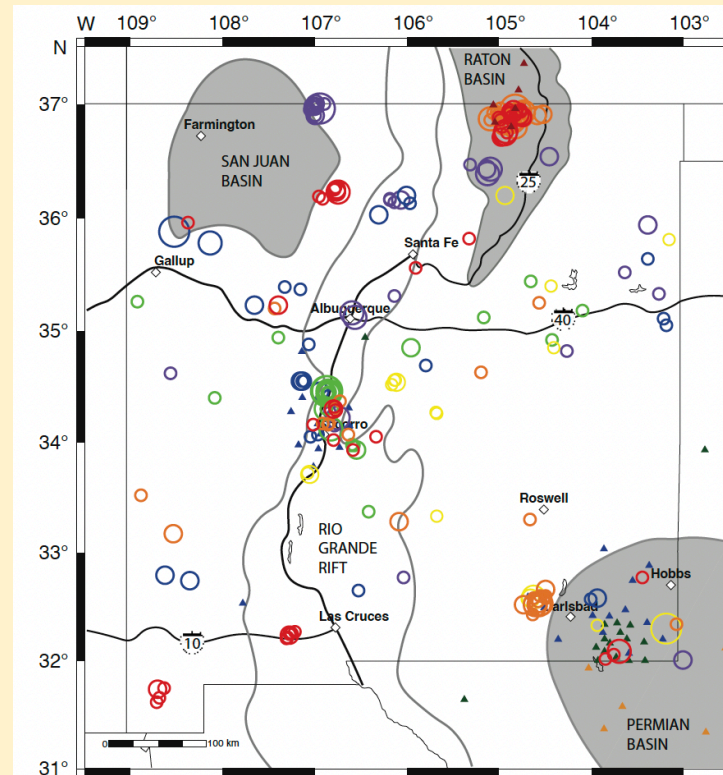 W 109° 108° 107° 106° 105° 104° 103°
N
RATON
BASIN
37°
Farmington
SAN JUAN
BASIN
25
36°
Santa Fe
Gallup
Albuquerque
40
35°
34°
Roswell
33°
RIO
GRANDE
RIFT
Hobbs
Las Cruces
10
32°
PERMIAN
BASIN
0 100 km
31°